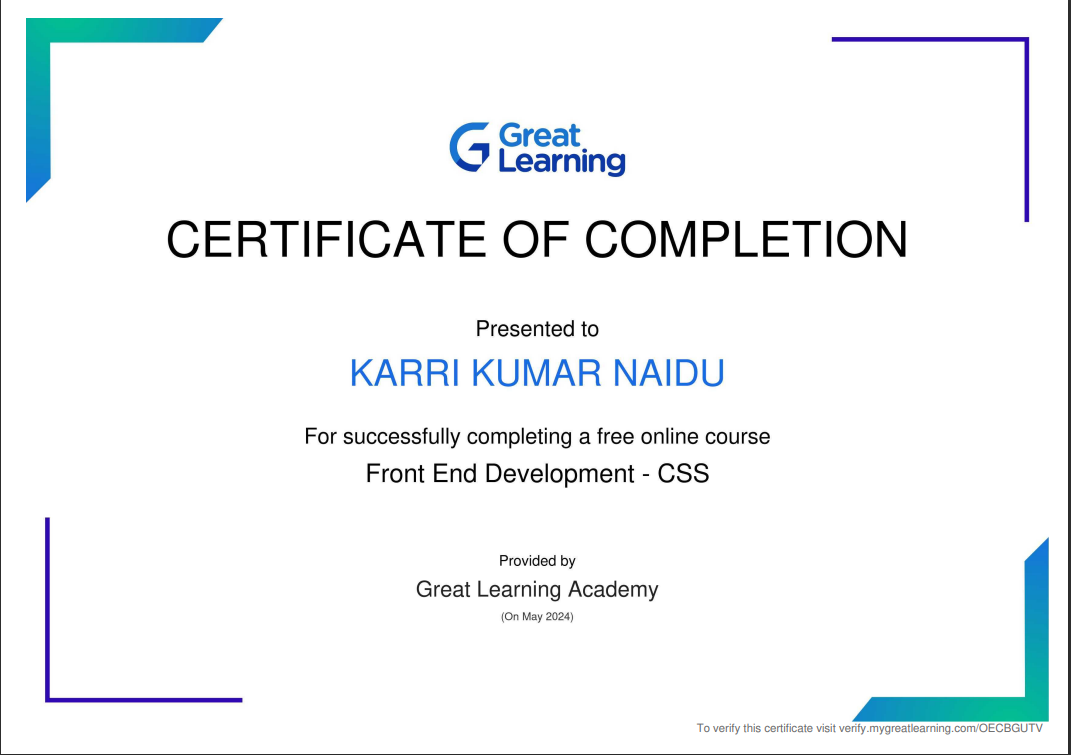 Great
Learning
CERTIFICATE OF COMPLETION
Presented to
KARRI KUMAR NAIDU
For successfully completing a free online course
Front End Development - CSS
Provided by
Great Learning Academy
(On May 2024)
To verify this certificate visit verify.mygreatlearning.com/OECBGUTV